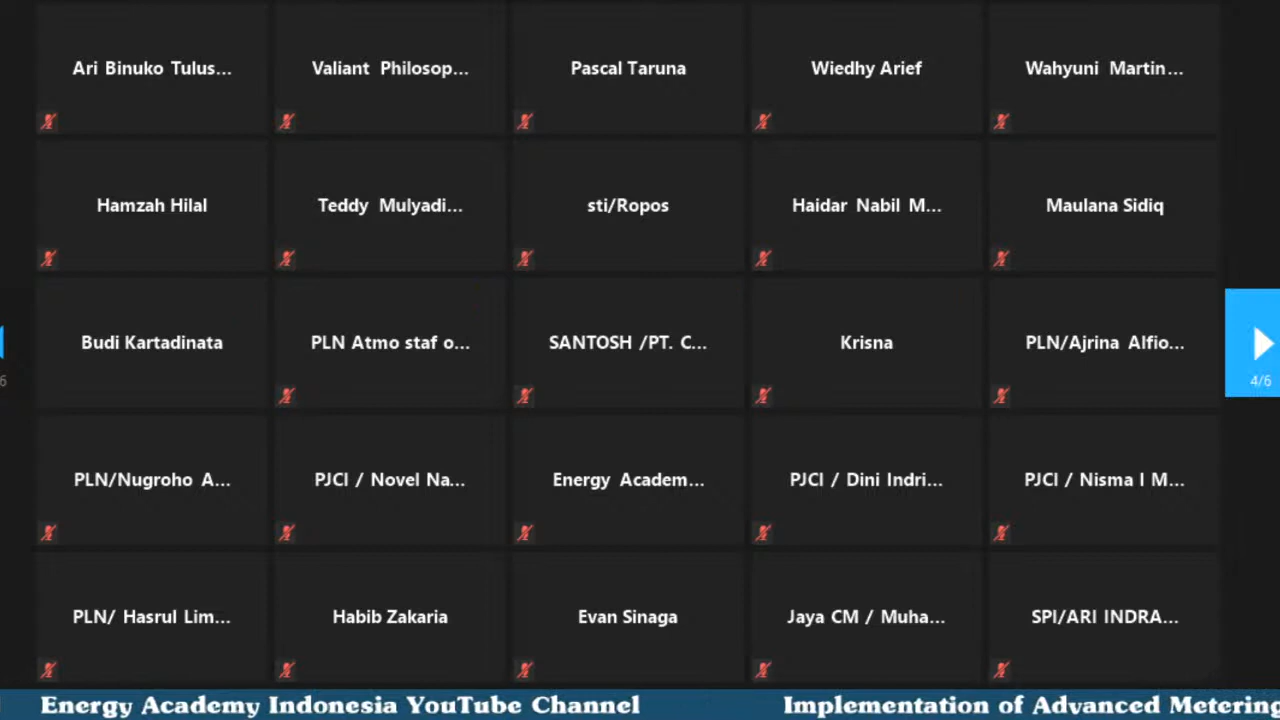 Ari Binuko Tulus...
Valiant Philosop...
Pascal Taruna
Wiedhy Arief
Wahyuni Martin...
Hamzah Hilal
Teddy Mulyadi...
sti/Ropos
Haidar Nabil M...
Maulana Sidiq
Budi Kartadinata
PLN Atmo staf o...
SANTOSH /PT. C...
Krisna
PLN/Ajrina Alfio...
6
4/6
PLN/Nugroho A...
PJCI / Novel Na...
Energy Academ...
PJCI / Dini Indri...
PJCI / Nisma I M...
PLN/ Hasrul Lim...
Habib Zakaria
Evan Sinaga
Jaya CM / Muha...
SPI/ARI INDRA...
Energy Academy Indonesia YouTube Channel
Implementation of Advanced Metering